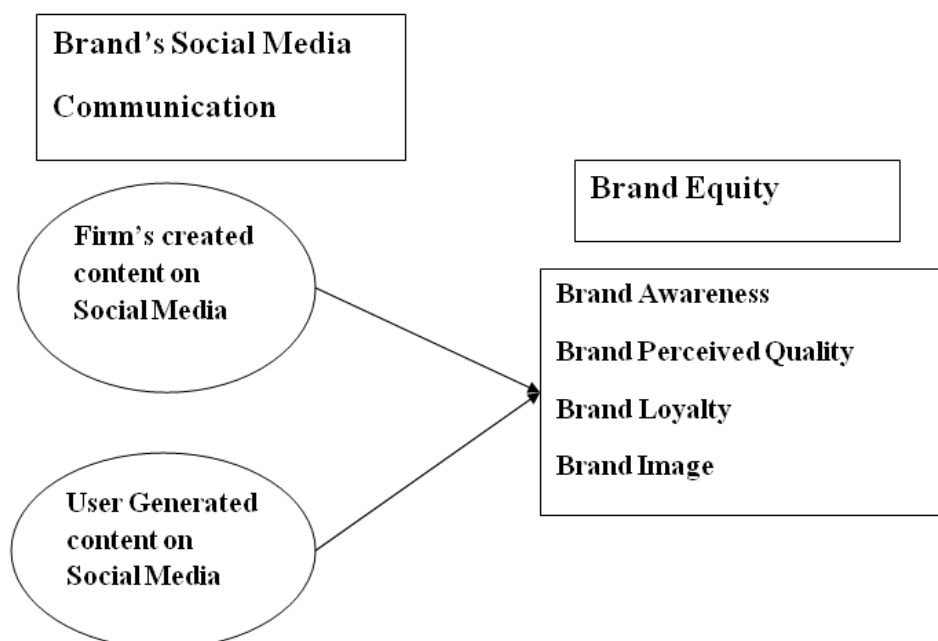 Brand’s Social Media
Communication
Firm’s created
content on
Social Media
User Generated
content on
Social Media
Brand Equity
Brand Awareness
Brand Perceived Quality
Brand Loyalty
Brand Image